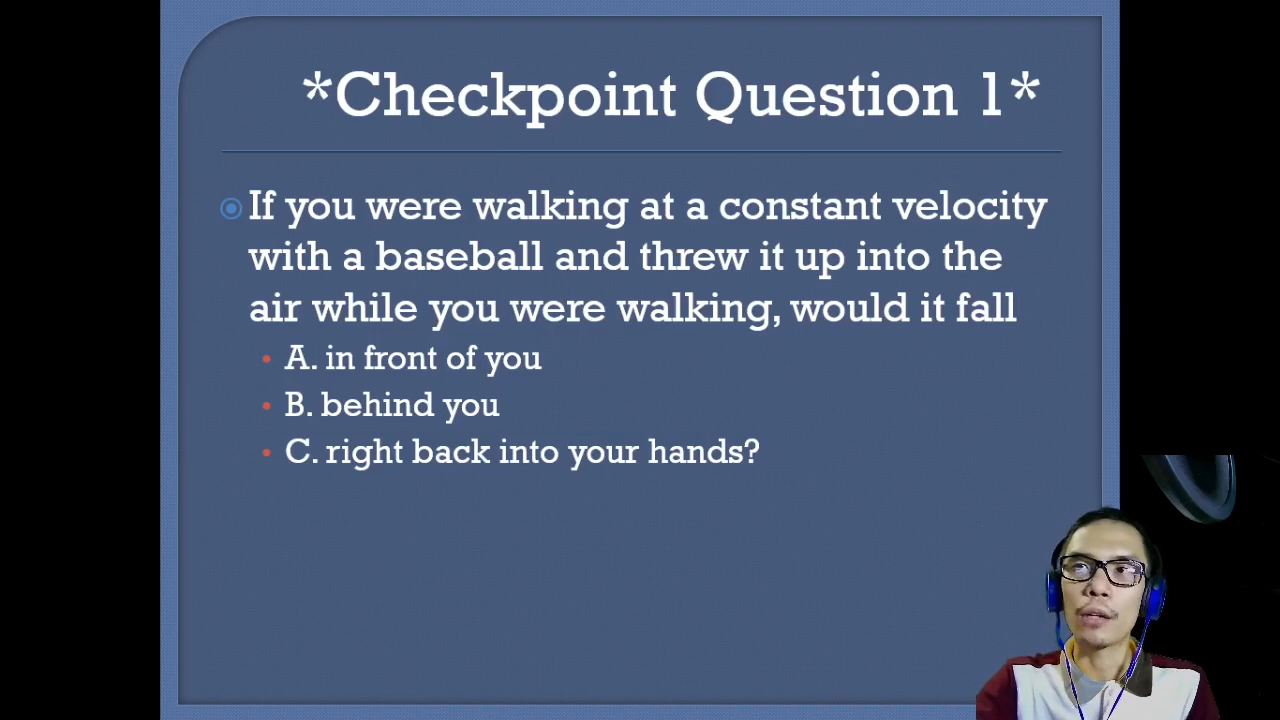 *Checkpoint Question 1*
If you were walking at a constant velocity
with a baseball and threw it up into the
air while you were walking, would it fall
A. in front of you
B. behind you
C. right back into your hands?